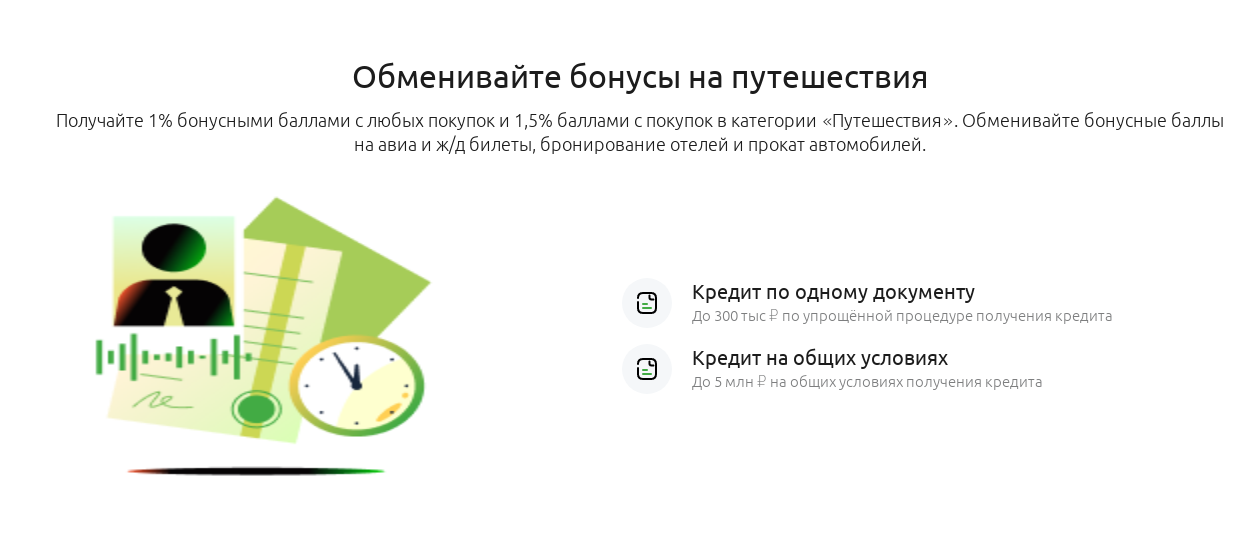 Обменивайте бонусы на путешествия
Получайте 1% бонусными баллами с любых покупок и 1,5% баллами с покупок в категории «Путешествия». Обменивайте бонусные баллы
на авиа и ж/д билеты, бронирование отелей и прокат автомобилей.
Кредит по одному документу
До 300 тыс ₽ по упрощённой процедуре получения кредита
Кредит на общих условиях
До 5 млн ₽ на общих условиях получения кредита